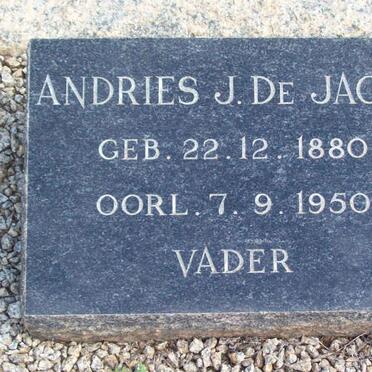 ANDRIES J. DE JAC
GEB. 22. 12. 1880
OORL. 7. 9. 1950
VADER